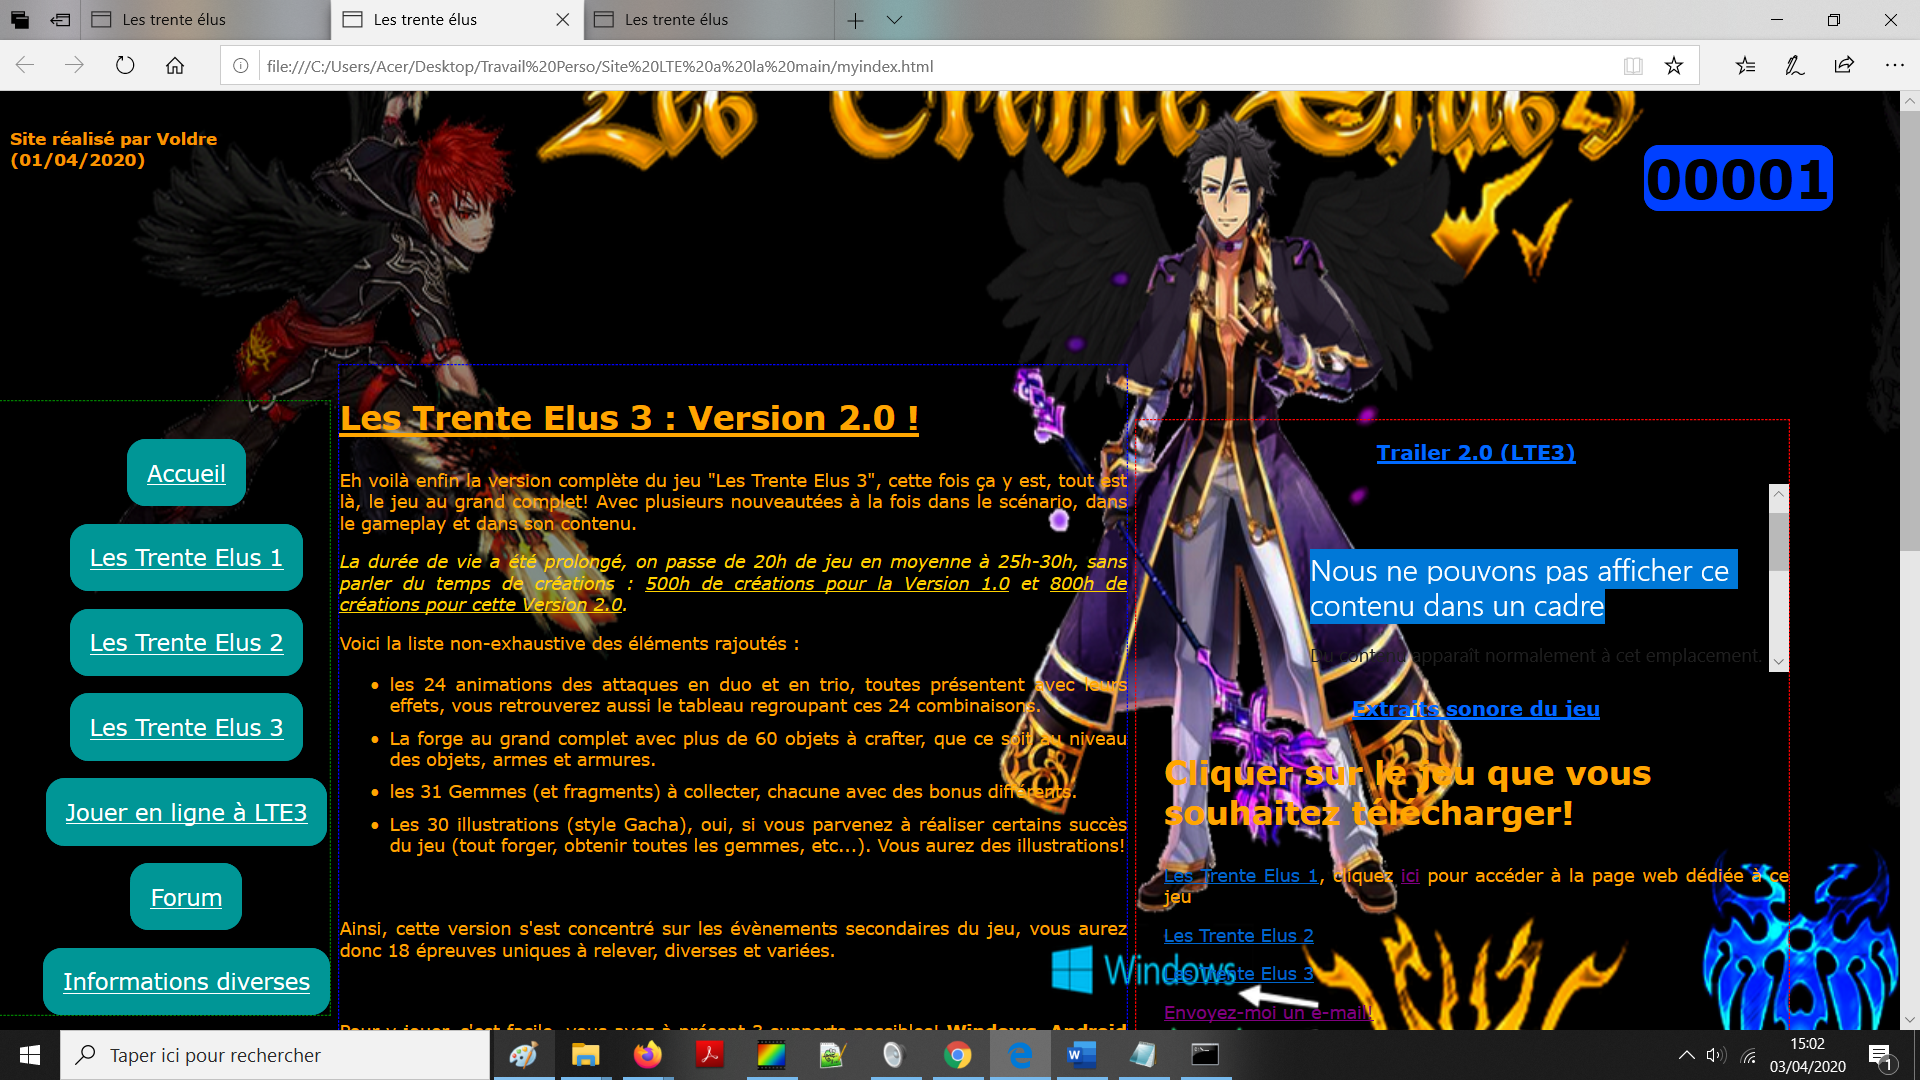 Les trente élus
Les trente élus
Les trente élus
file:///C:/Users/Acer/Desktop/Travail%20Perso/Site%20LTE%20a%20la%20main/myindex.html
Les Trente Elus
Site réalisé par Voldre
(01/04/2020)
00001
Accueil
Les Trente Elus 1
Les Trente Elus 2
Les Trente Elus 3
Jouer en ligne à LTE3
Forum
Informations diverses
Les Trente Elus 3 : Version 2.0 !
Eh voilà enfin la version complète du jeu "Les Trente Elus 3", cette fois ça y est, tout est
là, le jeu au grand complet! Avec plusieurs nouveautées à la fois dans le scénario, dans
le gameplay et dans son contenu.
La durée de vie a été prolongé, on passe de 20h de jeu en moyenne à 25h-30h, sans
parler du temps de créations : 500h de créations pour la Version 1.0 et 800h de
créations pour cette Version 2.0.
Voici la liste non-exhaustive des éléments rajoutés :
• les 24 animations des attaques en duo et en trio, toutes présentent avec leurs
effets, vous retrouverez aussi le tableau regroupant ces 24 combinaisons.
• La forge au grand complet avec plus de 60 objets à crafter, que ce soit au niveau
des objets, armes et armures.
• les 31 Gemmes (et fragments) à collecter, chacune avec des bonus différents.
• Les 30 illustrations (style Gacha), oui, si vous parvenez à réaliser certains succès
du jeu (tout forger, obtenir toutes les gemmes, etc...). Vous aurez des illustrations!
Ainsi, cette version s'est concentré sur les évènements secondaires du jeu, vous aurez
donc 18 épreuves uniques à relever, diverses et variées.
Pour y jouer, c'est facile, vous avez à présent 3 supports possibles! Windows, Android
Windows
Trailer 2.0 (LTE3)
Nous ne pouvons pas afficher ce
contenu dans un cadre
Du contenu apparaît normalement à cet emplacement.
Extraits sonore du jeu
Cliquer sur le jeu que vous
souhaitez télécharger!
Les Trente Elus 1, cliquez ici pour accéder à la page web dédiée à ce
jeu
Les Trente Elus 2
Les Trente Elus 3
Envoyez-moi un e-mail!
Taper ici pour rechercher
15:02
03/04/2020
1